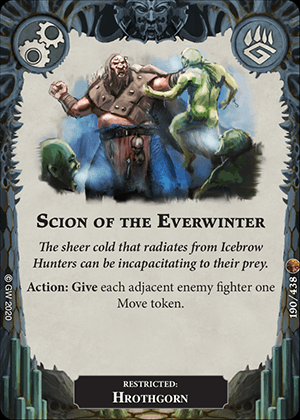 SCION OF THE EVERWINTER
The sheer cold that radiates from Icebrow
Hunters can be incapacitating to their prey.
Action: Give each adjacent enemy fighter one
Move token.
© GW 2020
190/438
RESTRICTED:
HROTHGORN